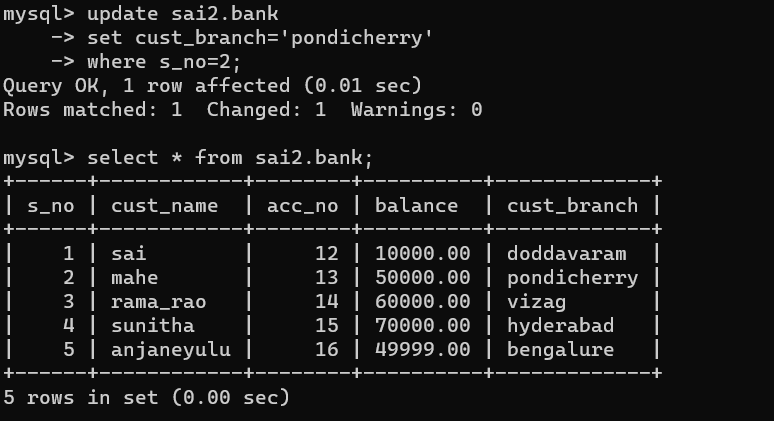 mysql> update sai2.bank
    -> set cust_branch='pondicherry'
    -> where s_no=2;
Query OK, 1 row affected (0.01 sec)
Rows matched: 1  Changed: 1  Warnings: 0

mysql> select * from sai2.bank;
+------+------------+--------+----------+-------------+
| s_no | cust_name  | acc_no | balance  | cust_branch |
+------+------------+--------+----------+-------------+
|    1 | sai        |     12 | 10000.00 | doddavaram  |
|    2 | mahe       |     13 | 50000.00 | pondicherry |
|    3 | rama_rao   |     14 | 60000.00 | vizag       |
|    4 | sunitha    |     15 | 70000.00 | hyderabad   |
|    5 | anjaneyulu |     16 | 49999.00 | bengalure   |
+------+------------+--------+----------+-------------+
5 rows in set (0.00 sec)